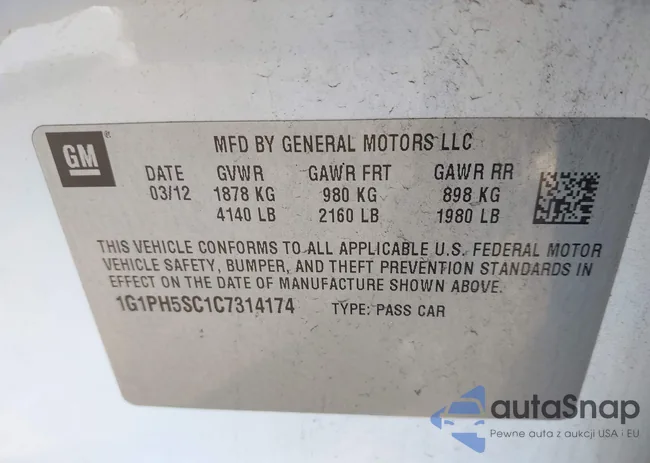 GM
MFD BY GENERAL MOTORS LLC
DATE GVWR GAWR FRT GAWR RR
03/12 1878 KG 980 KG 898 KG
4140 LB 2160 LB 1980 LB
THIS VEHICLE CONFORMS TO ALL APPLICABLE U.S. FEDERAL MOTOR
VEHICLE SAFETY, BUMPER, AND THEFT PREVENTION STANDARDS IN
EFFECT ON THE DATE OF MANUFACTURE SHOWN ABOVE.
1G1PH5SC1C7314174 TYPE: PASS CAR
autaSnap
Pewne auta z aukcji USA i EU